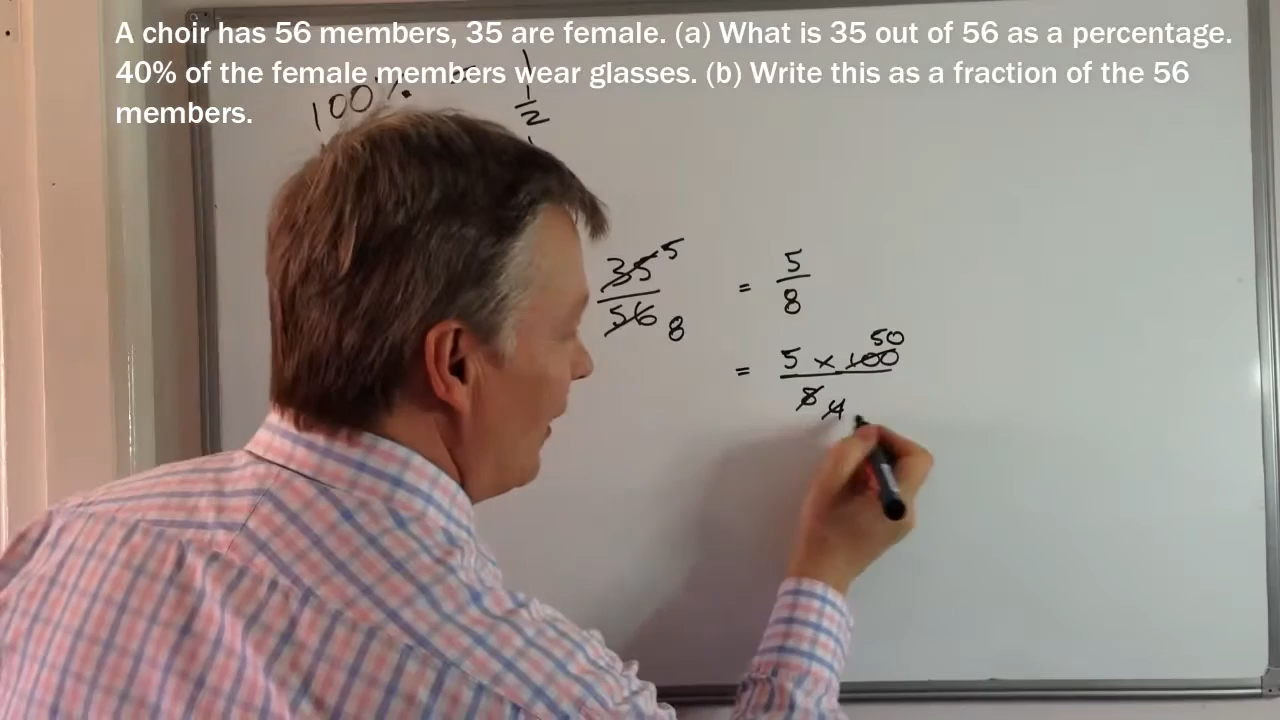 A choir has 56 members, 35 are female. (a) What is 35 out of 56 as a percentage.
40% of the female members wear glasses. (b) Write this as a fraction of the 56
members.
100%
1
2
35 5
56 8
= 5
8
50
= 5 × 100
8 4